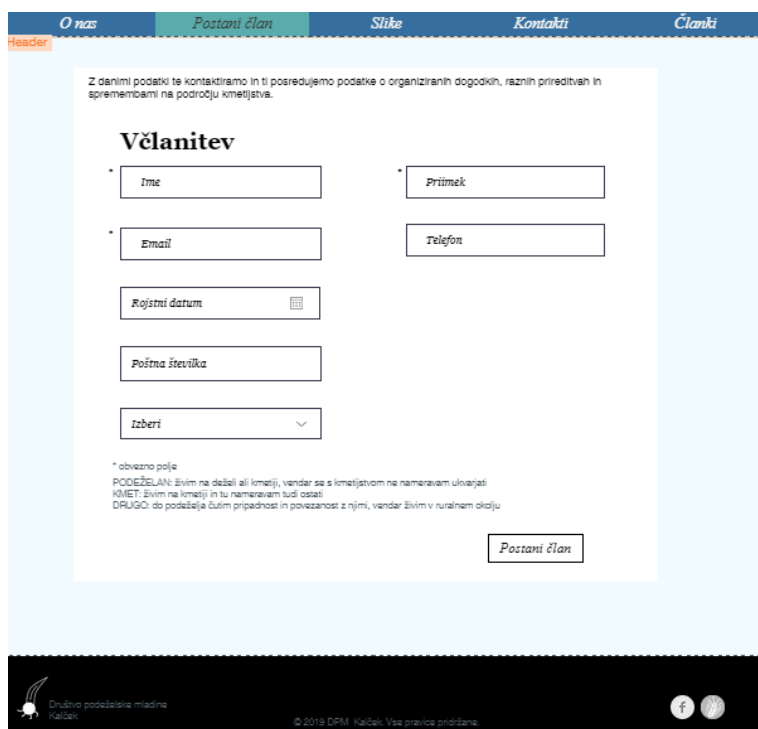 O nas Postani član Slike Kontakti Članki
Header
Z danimi podatki te kontaktiramo in ti posredujemo podatke o organiziranih dogodkih, raznih prireditvah in
spremembami na področju kmetijstva.
Včlanitev
* Ime * Priimek
* Email Telefon
Rojstni datum
Poštna številka
Izberi
* obvezno polje
PODEŽELAN: živim na deželi ali kmetiji, vendar se s kmetijstvom ne nameravam ukvarjati
KMET: živim na kmetiji in tu nameravam tudi ostati
DRUGO: do podeželja čutim pripadnost in povezanost z njimi, vendar živim v ruralnem okolju
Postani član
Društvo podeželske mladine
Kalček
© 2019 DPM Kalček. Vse pravice pridržane.
f